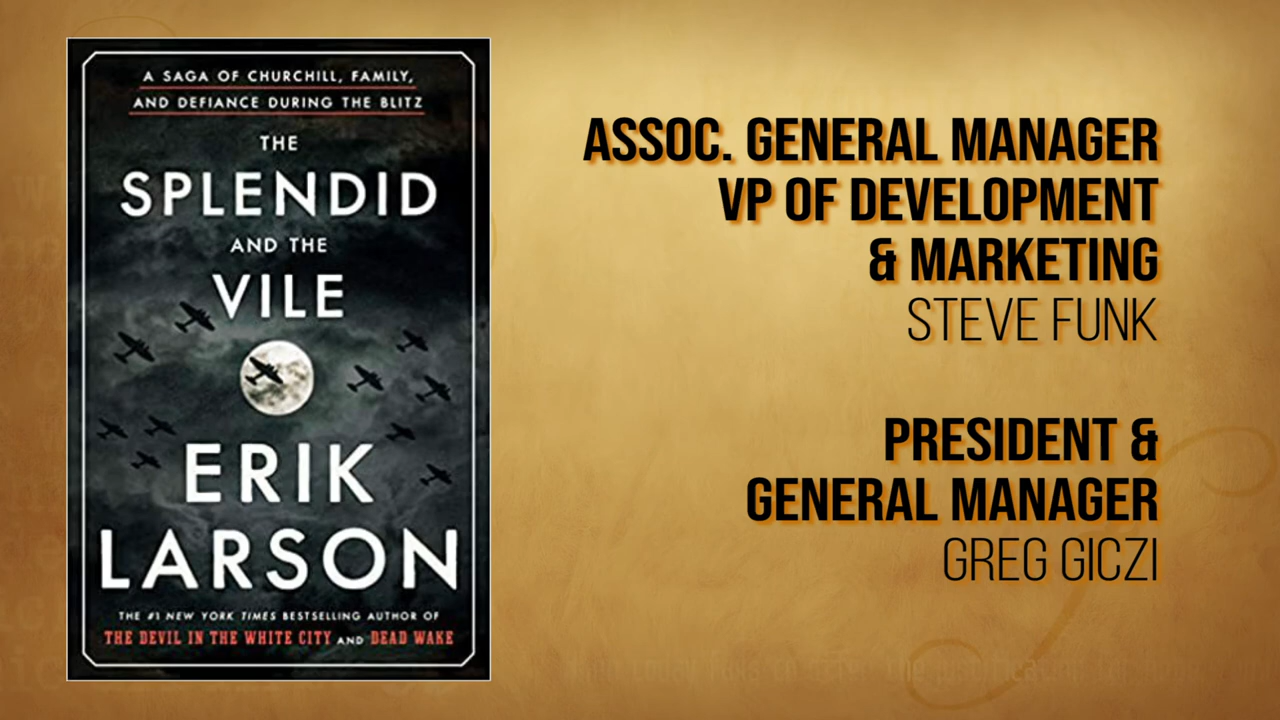 A SAGA OF CHURCHILL, FAMILY,
AND DEFIANCE DURING THE BLITZ
THE
SPLENDID
AND THE
VILE
ERIK
LARSON
THE #1 NEW YORK TIMES BESTSELLING AUTHOR OF
THE DEVIL IN THE WHITE CITY AND DEAD WAKE
ASSOC. GENERAL MANAGER
VP OF DEVELOPMENT
& MARKETING
STEVE FUNK
PRESIDENT &
GENERAL MANAGER
GREG GICZI